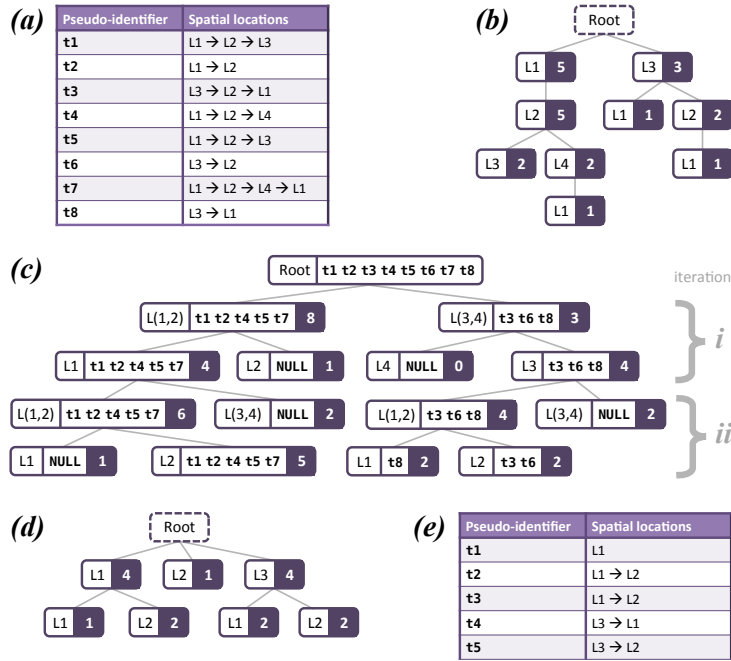 (a)
Pseudo-identifier Spatial locations
t1 L1 → L2 → L3
t2 L1 → L2
t3 L3 → L2 → L1
t4 L1 → L2 → L4
t5 L1 → L2 → L3
t6 L3 → L2
t7 L1 → L2 → L4 → L1
t8 L3 → L1
(b)
Root
L1 5 L3 3
L2 5 L1 1 L2 2
L3 2 L4 2 L1 1
L1 1
(c)
Root t1 t2 t3 t4 t5 t6 t7 t8
iteration
L(1,2) t1 t2 t4 t5 t7 8 L(3,4) t3 t6 t8 3
i
L1 t1 t2 t4 t5 t7 4 L2 NULL 1 L4 NULL 0 L3 t3 t6 t8 4
L(1,2) t1 t2 t4 t5 t7 6 L(3,4) NULL 2 L(1,2) t3 t6 t8 4 L(3,4) NULL 2
ii
L1 NULL 1 L2 t1 t2 t4 t5 t7 5 L1 t8 2 L2 t3 t6 2
(d)
Root
L1 4 L2 1 L3 4
L1 1 L2 2 L1 2 L2 2
(e)
Pseudo-identifier Spatial locations
t1 L1
t2 L1 → L2
t3 L1 → L2
t4 L3 → L1
t5 L3 → L2